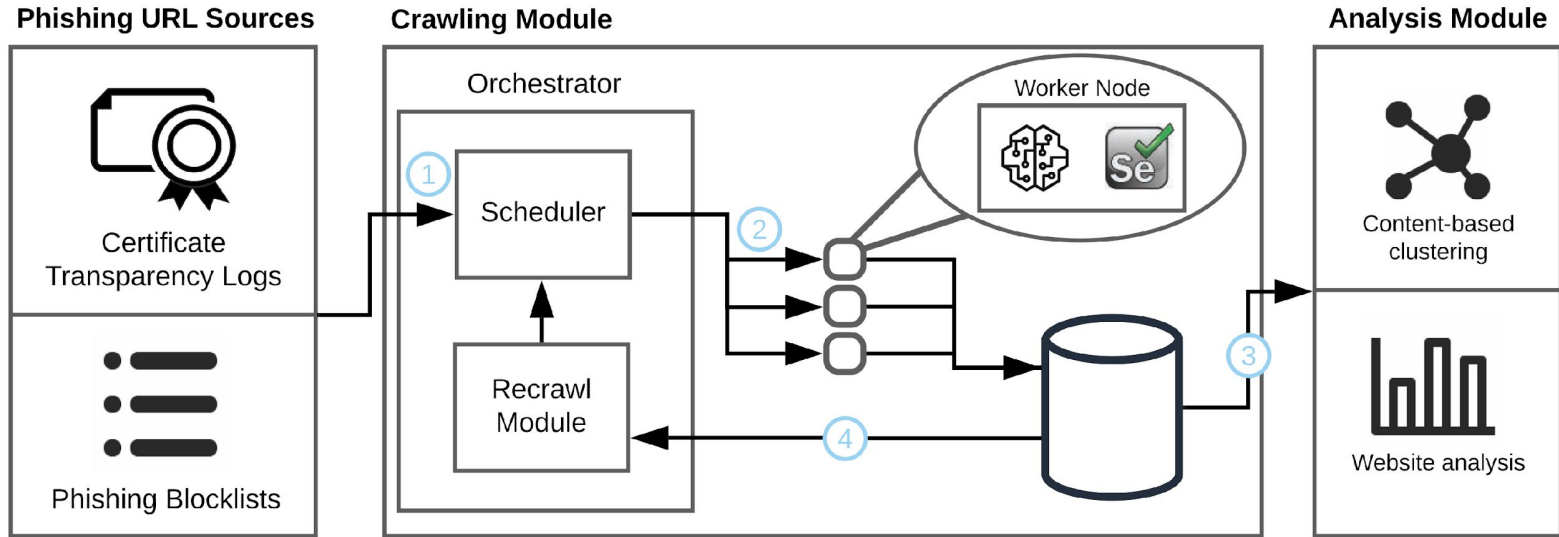 Phishing URL Sources
Certificate
Transparency Logs
Phishing Blocklists
Crawling Module
Orchestrator
1
Scheduler
Recrawl
Module
2
Worker Node
Se
4
3
Analysis Module
Content-based
clustering
Website analysis